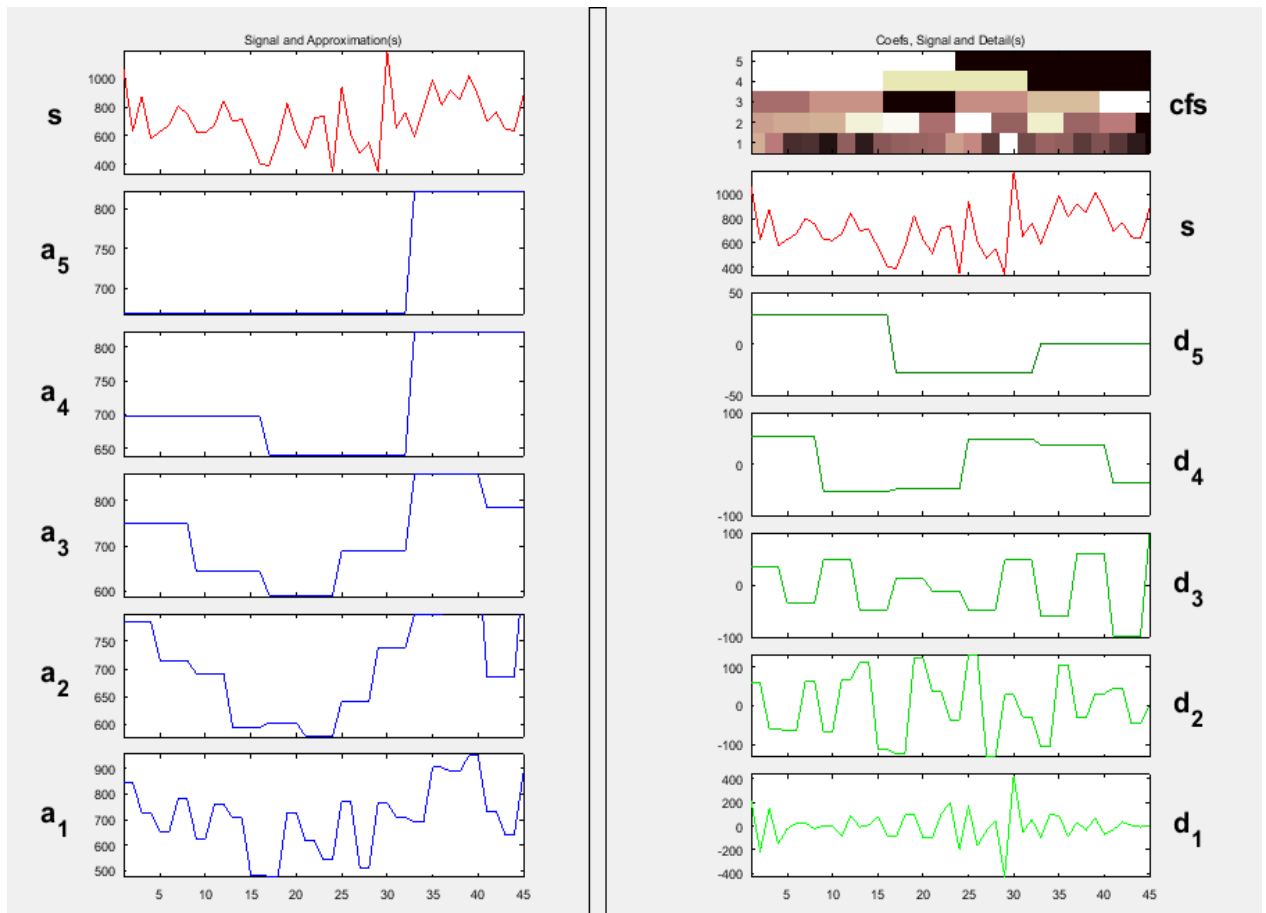 Signal and Approximation(s)
s
1000
800
600
400
a5
800
750
700
a4
800
750
700
650
a3
800
700
600
a2
750
700
650
600
a1
900
800
700
600
500
5 10 15 20 25 30 35 40 45
Coefs, Signal and Detail(s)
5
4
3
2
1
cfs
1000
800
600
400
s
50
0
-50
d5
100
0
-100
d4
100
0
-100
d3
100
0
-100
d2
400
200
0
-200
-400
d1
5 10 15 20 25 30 35 40 45